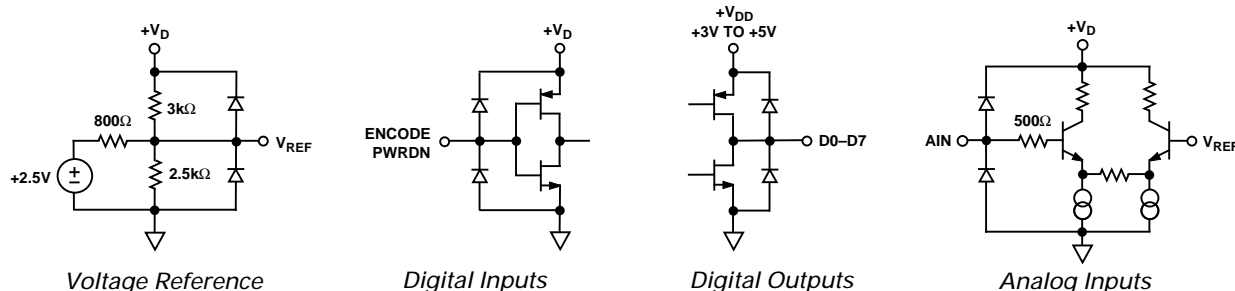 +V_D
3kΩ
800Ω
V_REF
+2.5V
2.5kΩ
Voltage Reference
+V_D
ENCODE
PWRDN
Digital Inputs
+V_DD
+3V TO +5V
D0–D7
Digital Outputs
+V_D
500Ω
AIN
V_REF
Analog Inputs